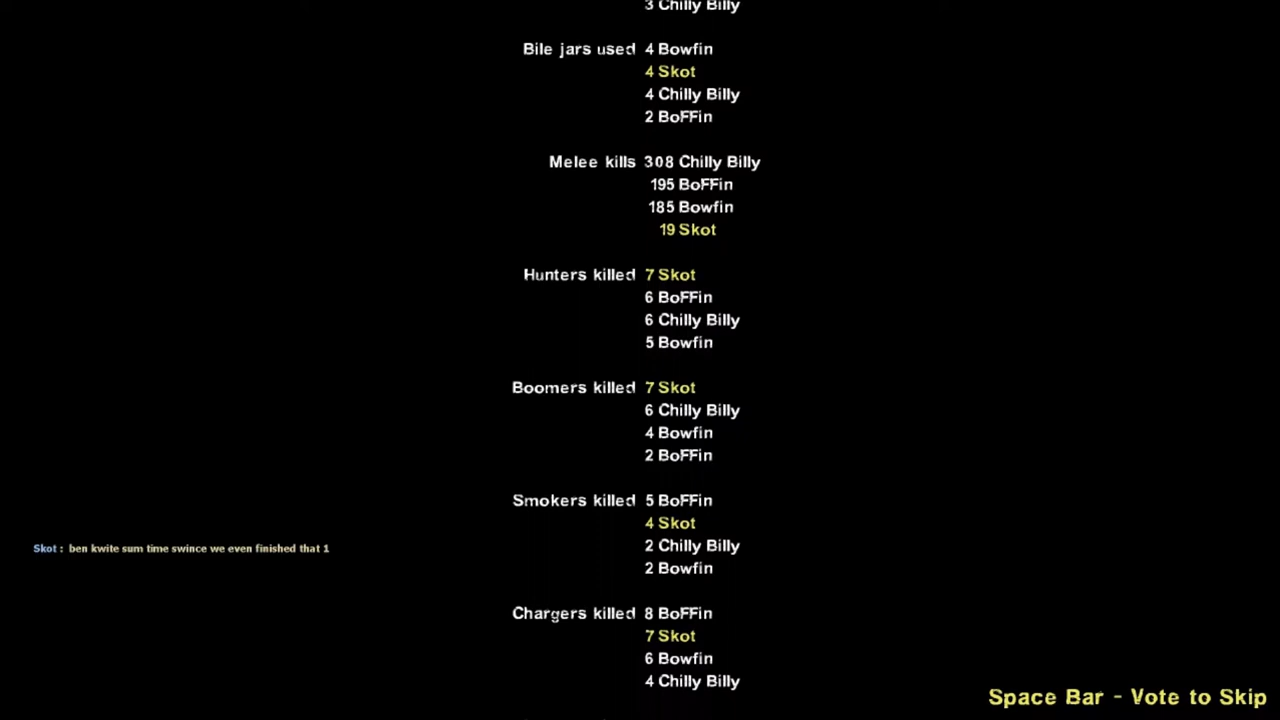 3 Chilly Billy
Bile jars used 4 Bowfin
4 Skot
4 Chilly Billy
2 BoFFin
Melee kills 308 Chilly Billy
195 BoFFin
185 Bowfin
19 Skot
Hunters killed 7 Skot
6 BoFFin
6 Chilly Billy
5 Bowfin
Boomers killed 7 Skot
6 Chilly Billy
4 Bowfin
2 BoFFin
Smokers killed 5 BoFFin
4 Skot
Skot : ben kwite sum time swince we even finished that 1
2 Chilly Billy
2 Bowfin
Chargers killed 8 BoFFin
7 Skot
6 Bowfin
4 Chilly Billy
Space Bar - Vote to Skip